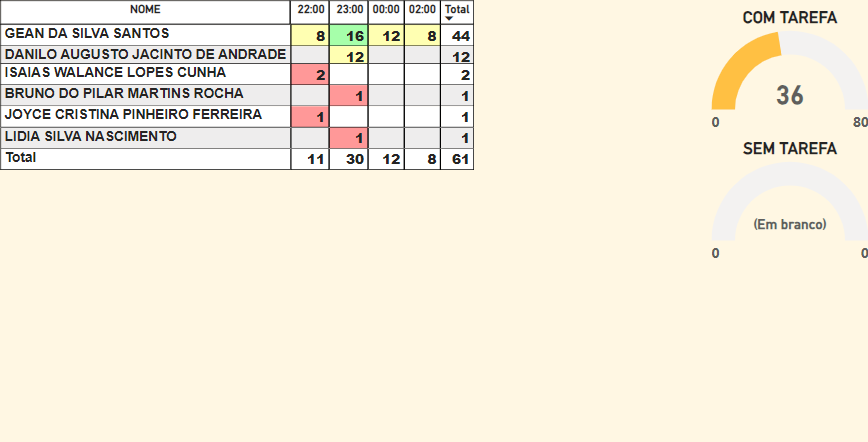 NOME 22:00 23:00 00:00 02:00 Total
GEAN DA SILVA SANTOS 8 16 12 8 44
DANILO AUGUSTO JACINTO DE ANDRADE 12 12
ISAIAS WALANCE LOPES CUNHA 2 2
BRUNO DO PILAR MARTINS ROCHA 1 1
JOYCE CRISTINA PINHEIRO FERREIRA 1 1
LIDIA SILVA NASCIMENTO 1 1
Total 11 30 12 8 61
COM TAREFA
36
0 80
SEM TAREFA
(Em branco)
0 0